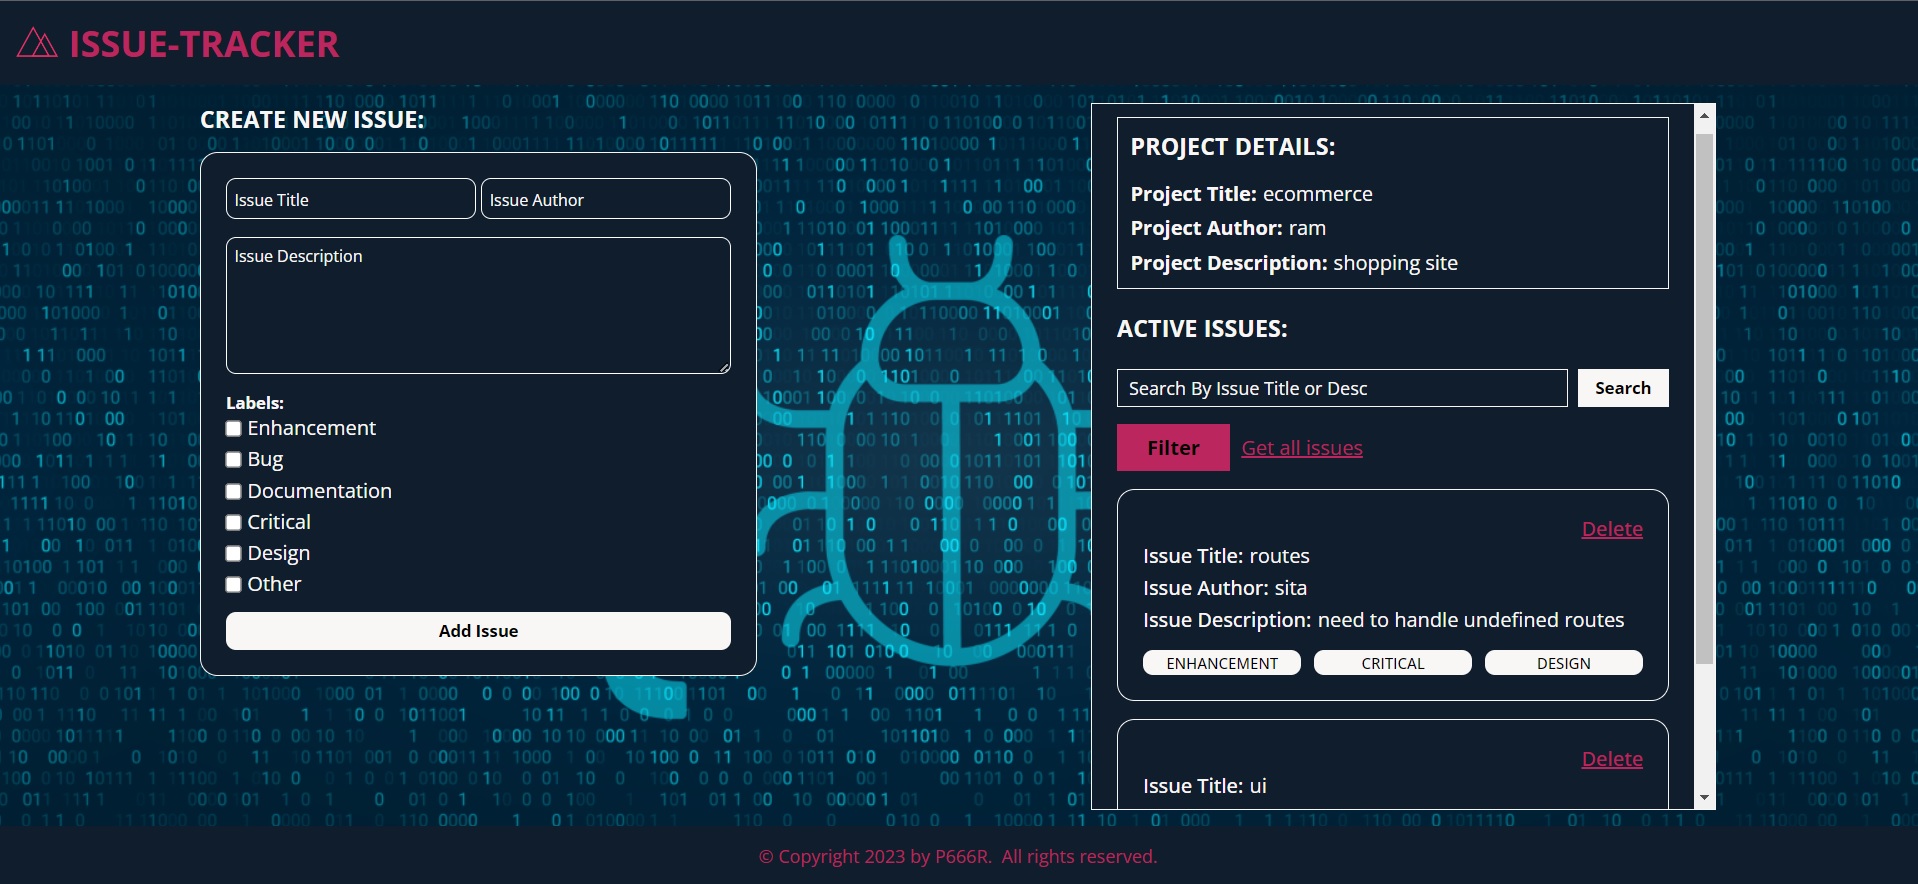 ISSUE-TRACKER
CREATE NEW ISSUE:
Issue Title
Issue Author
Issue Description
Labels:
Enhancement
Bug
Documentation
Critical
Design
Other
Add Issue
PROJECT DETAILS:
Project Title: ecommerce
Project Author: ram
Project Description: shopping site
ACTIVE ISSUES:
Search By Issue Title or Desc
Search
Filter
Get all issues
Delete
Issue Title: routes
Issue Author: sita
Issue Description: need to handle undefined routes
ENHANCEMENT
CRITICAL
DESIGN
Delete
Issue Title: ui
© Copyright 2023 by P666R. All rights reserved.